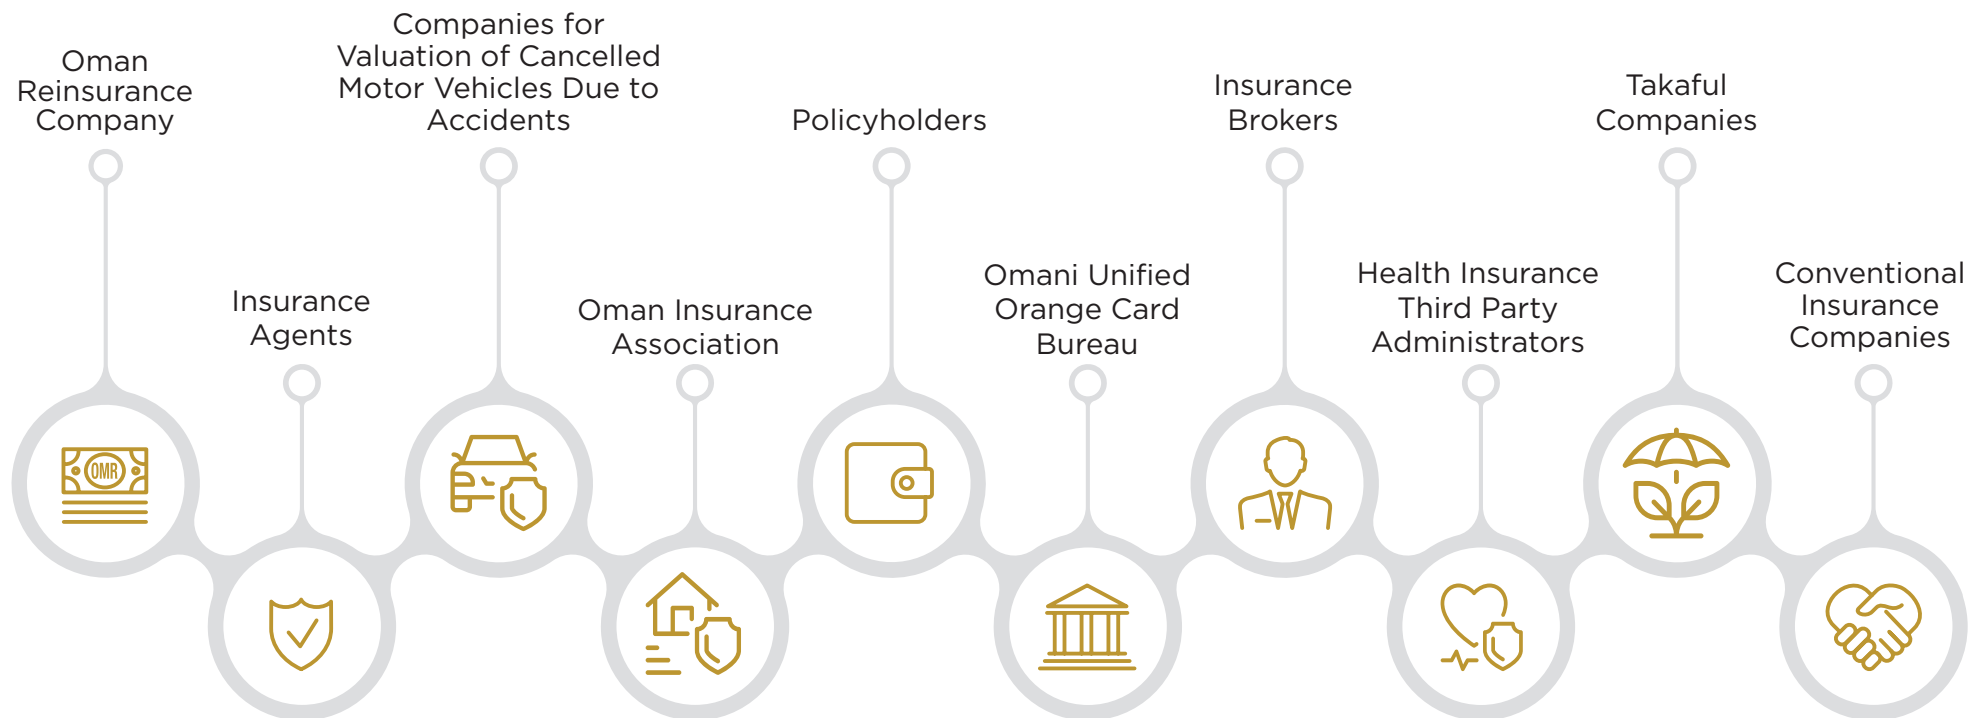 Oman
Reinsurance
Company
Insurance
Agents
Companies for
Valuation of Cancelled
Motor Vehicles Due to
Accidents
Oman Insurance
Association
Policyholders
Omani Unified
Orange Card
Bureau
Insurance
Brokers
Health Insurance
Third Party
Administrators
Takaful
Companies
Conventional
Insurance
Companies
OMR